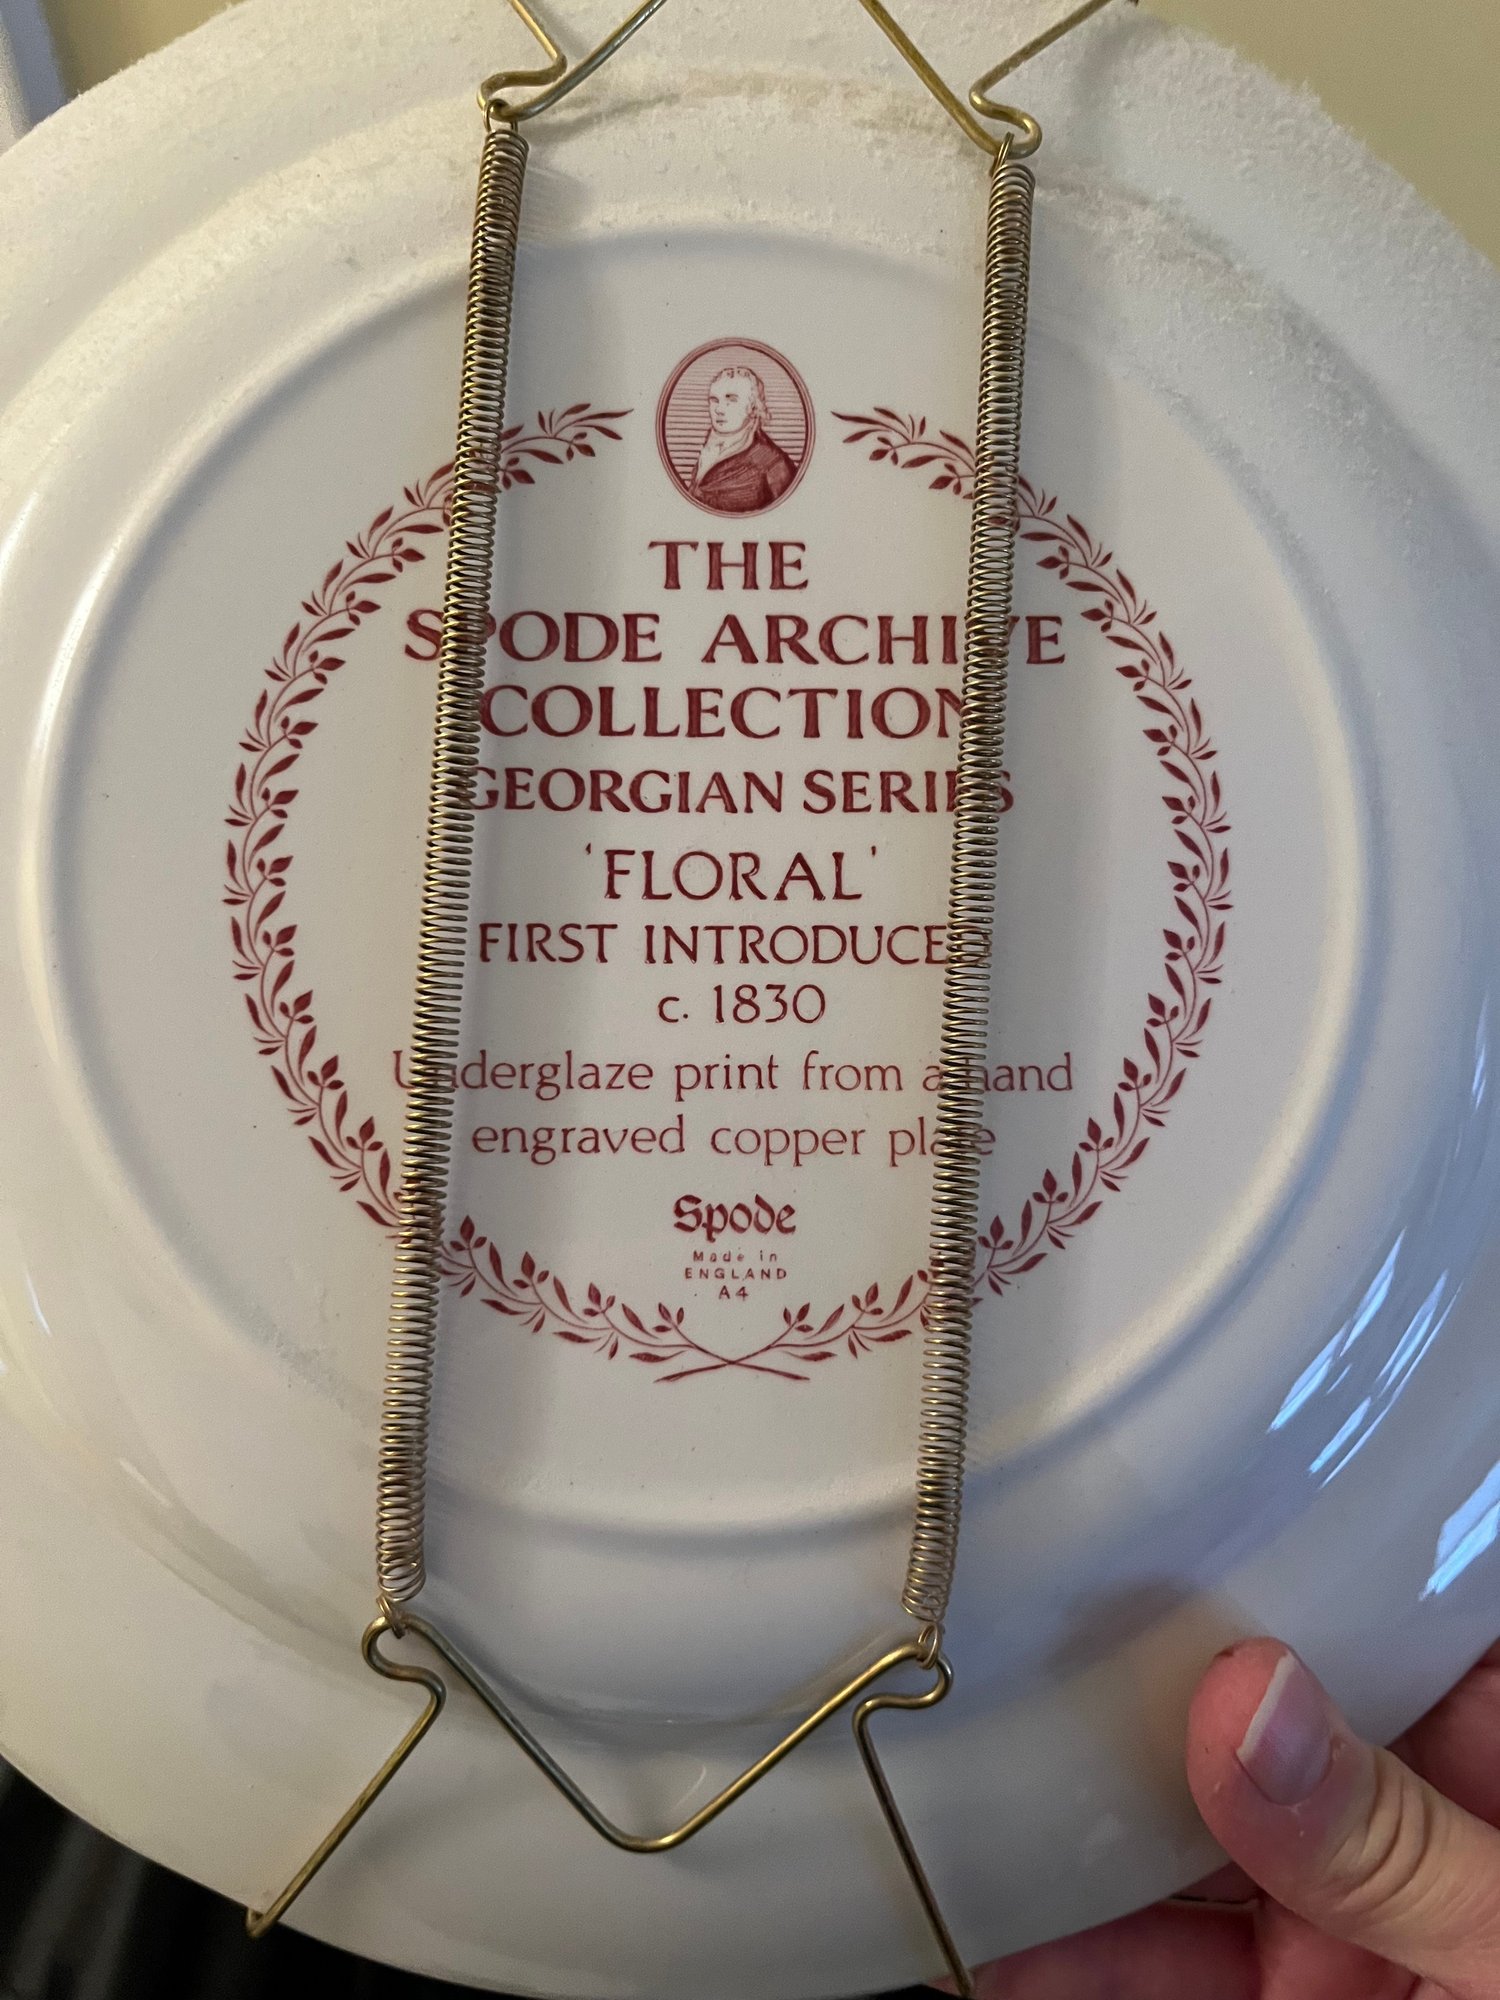 THE
SPODE ARCHIVE
COLLECTION
GEORGIAN SERIES
'FLORAL'
FIRST INTRODUCED
c. 1830
Underglaze print from a hand
engraved copper plate
Spode
Made in
ENGLAND
A4